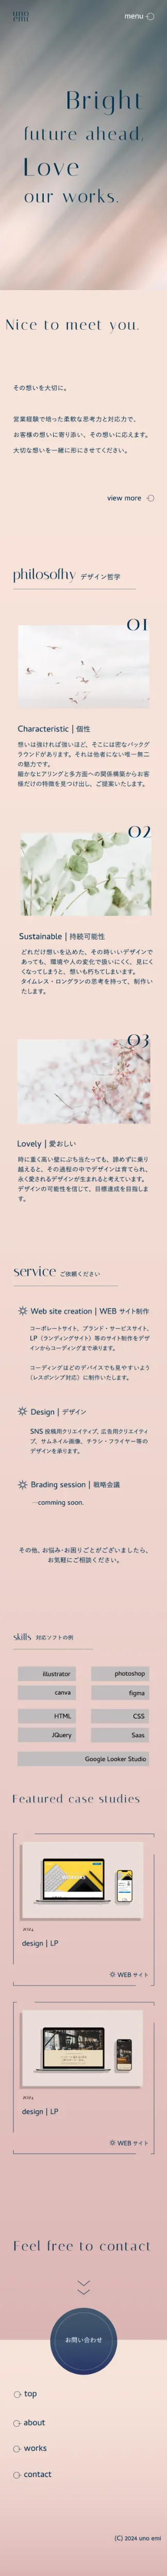 uno
emi
menu
Bright
future ahead,
Love
our works.
Nice to meet you.
その想いを大切に。
営業経験で培った柔軟な思考力と対応力で、
お客様の想いに寄り添い、その想いに応えます。
大切な想いを一緒に形にさせてください。
view more
philosofhy デザイン哲学
01
Characteristic | 個性
想いは強ければ強いほど、そこには密なバックグ
ラウンドがあります。それは他者にない唯一無二
の魅力です。
細かなヒアリングと多方面への関係構築からお客
様だけの特徴を見つけ出し、ご提案いたします。
02
Sustainable | 持続可能性
どれだけ想いを込めた、その時いいデザインで
あっても、環境や人の変化で扱いにくく、見にく
くなってしまうと、想いも朽ちてしまいます。
タイムレス・ロングランの思考を持って、制作い
たします。
03
Lovely | 愛おしい
時に重く高い壁にぶち当たっても、諦めずに乗り
越えると、その過程の中でデザインは育てられ、
永く愛されるデザインが生まれると考えています。
デザインの可能性を信じて、目標達成を目指しま
す。
service ご依頼ください
Web site creation | WEB サイト制作
コーポレートサイト、ブランド・サービスサイト、
LP（ランディングサイト）等のサイト制作をデザ
インからコーディングまで承ります。
コーディングはどのデバイスでも見やすいよう
（レスポンシブ対応）に制作いたします。
Design | デザイン
SNS 投稿用クリエイティブ、広告用クリエイティ
ブ、サムネイル画像、チラシ・フライヤー等の
デザインを承ります。
Brading session | 戦略会議
…comming soon.
その他、お悩み·お困りごとがございましたら、
お気軽にご相談ください。
skills 対応ソフトの例
illustrator
photoshop
canva
figma
HTML
CSS
JQuery
Saas
Google Looker Studio
Featured case studies
2024
design | LP
WEB サイト
2024
design | LP
WEB サイト
Feel free to contact
お問い合わせ
top
about
works
contact
(C) 2024 uno emi